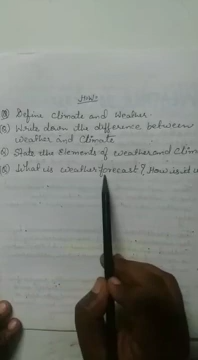 H.W:-
Define Climate and Weather.
Write down the difference between
weather and Climate
State the Elements of weather and Clim
What is weather forecast? How is it u